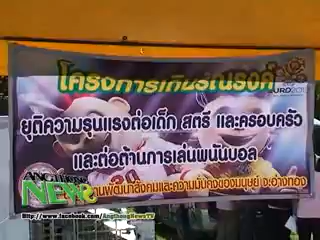 โครงการเดินรณรงค์
EURO2012
ยุติความรุนแรงต่อเด็ก สตรี และครอบครัว
และต่อต้านการเล่นพนันบอล
ANGTHONG
NEWS
พัฒนาสังคมและความมั่นคงของมนุษย์ จ.อ่างทอง
http://www.facebook.com/AngthongNewsTV